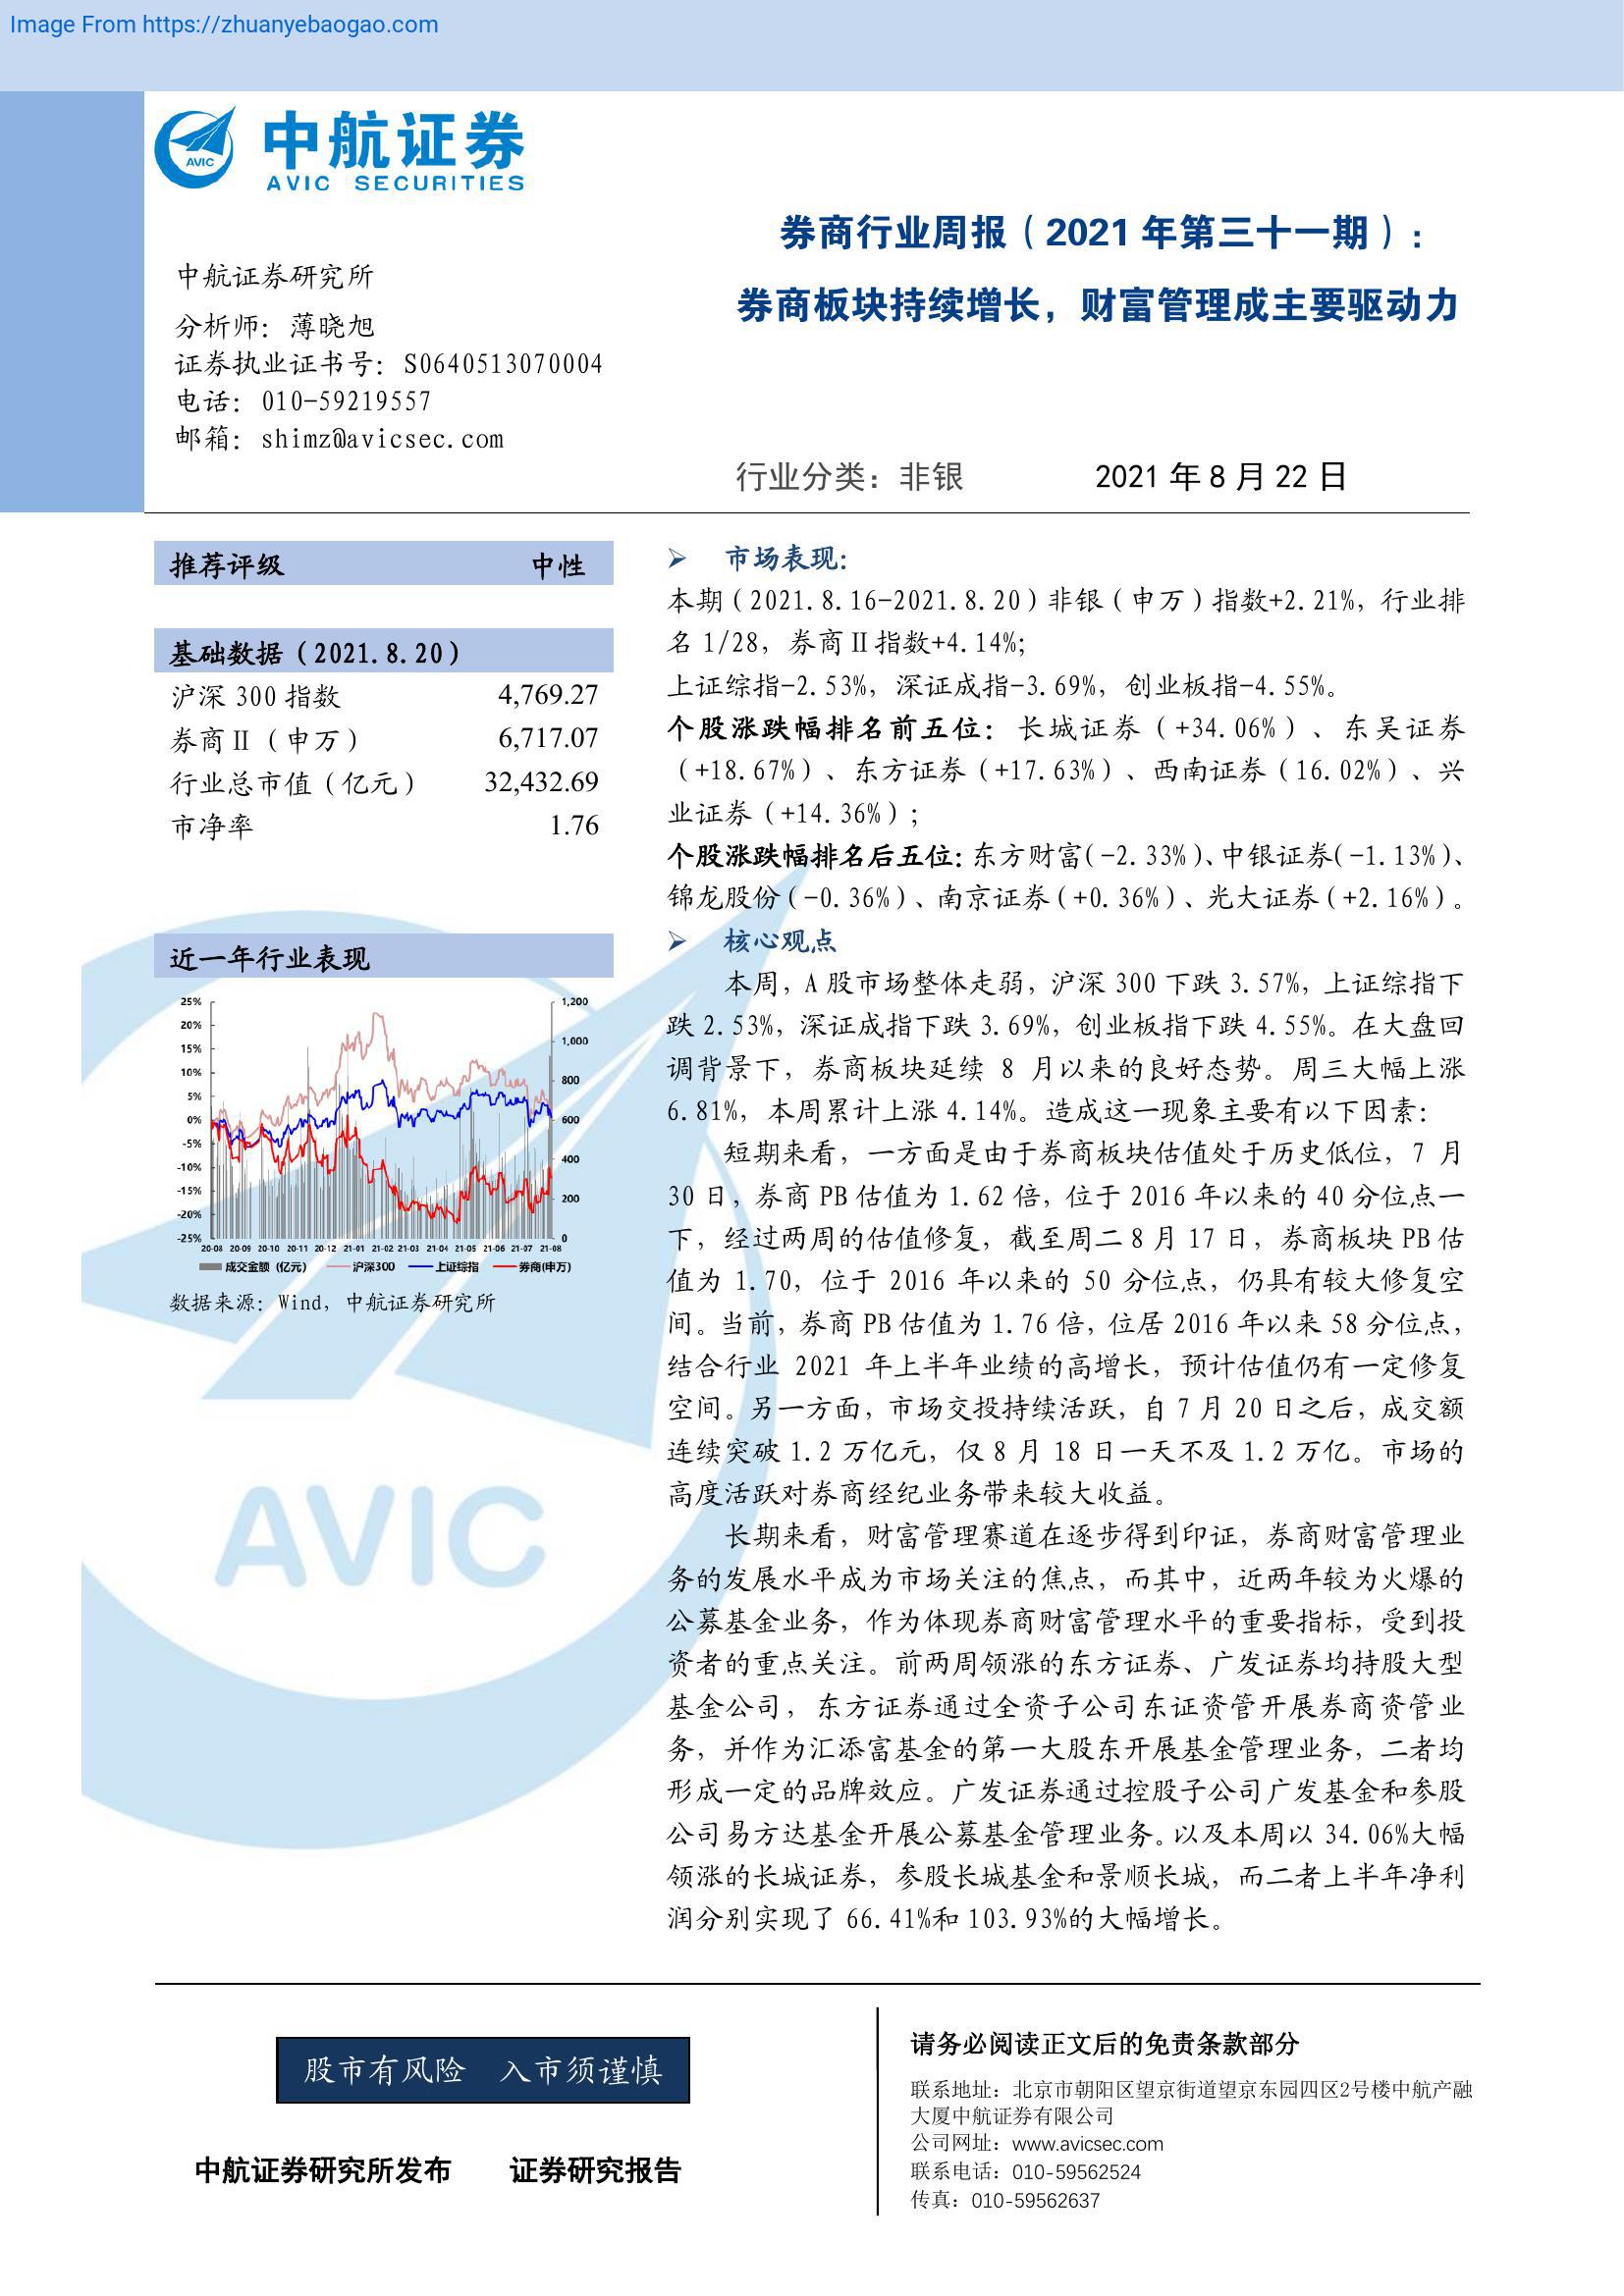 Image From https://zhuanyebaogao.com
中航证券
AVIC SECURITIES
AVIC
券商行业周报（2021 年第三十一期）：
券商板块持续增长，财富管理成主要驱动力
中航证券研究所
分析师：薄晓旭
证券执业证书号：S0640513070004
电话：010-59219557
邮箱：shimz@avicsec.com
行业分类：非银
2021 年 8 月 22 日
推荐评级 中性
基础数据（2021.8.20）
沪深 300 指数 4,769.27
券商Ⅱ（申万） 6,717.07
行业总市值（亿元） 32,432.69
市净率 1.76
近一年行业表现
25%
20%
15%
10%
5%
0%
-5%
-10%
-15%
-20%
-25%
1,200
1,000
800
600
400
200
0
20-08 20-09 20-10 20-11 20-12 21-01 21-02 21-03 21-04 21-05 21-06 21-07 21-08
成交金额（亿元） 沪深300 上证综指 券商(申万)
数据来源：Wind，中航证券研究所
➢ 市场表现：
本期（2021.8.16-2021.8.20）非银（申万）指数+2.21%，行业排
名 1/28，券商Ⅱ指数+4.14%；
上证综指-2.53%，深证成指-3.69%，创业板指-4.55%。
个股涨跌幅排名前五位：长城证券（+34.06%）、东吴证券
（+18.67%）、东方证券（+17.63%）、西南证券（16.02%）、兴
业证券（+14.36%）；
个股涨跌幅排名后五位：东方财富(-2.33%)、中银证券(-1.13%)、
锦龙股份(-0.36%)、南京证券(+0.36%)、光大证券(+2.16%)。
➢ 核心观点
本周，A 股市场整体走弱，沪深 300 下跌 3.57%，上证综指下
跌 2.53%，深证成指下跌 3.69%，创业板指下跌 4.55%。在大盘回
调背景下，券商板块延续 8 月以来的良好态势。周三大幅上涨
6.81%，本周累计上涨 4.14%。造成这一现象主要有以下因素：
短期来看，一方面是由于券商板块估值处于历史低位，7 月
30 日，券商 PB 估值为 1.62 倍，位于 2016 年以来的 40 分位点一
下，经过两周的估值修复，截至周二 8 月 17 日，券商板块 PB 估
值为 1.70，位于 2016 年以来的 50 分位点，仍具有较大修复空
间。当前，券商 PB 估值为 1.76 倍，位居 2016 年以来 58 分位点，
结合行业 2021 年上半年业绩的高增长，预计估值仍有一定修复
空间。另一方面，市场交投持续活跃，自 7 月 20 日之后，成交额
连续突破 1.2 万亿元，仅 8 月 18 日一天不及 1.2 万亿。市场的
高度活跃对券商经纪业务带来较大收益。
长期来看，财富管理赛道在逐步得到印证，券商财富管理业
务的发展水平成为市场关注的焦点，而其中，近两年较为火爆的
公募基金业务，作为体现券商财富管理水平的重要指标，受到投
资者的重点关注。前两周领涨的东方证券、广发证券均持股大型
基金公司，东方证券通过全资子公司东证资管开展券商资管业
务，并作为汇添富基金的第一大股东开展基金管理业务，二者均
形成一定的品牌效应。广发证券通过控股子公司广发基金和参股
公司易方达基金开展公募基金管理业务。以及本周以 34.06%大幅
领涨的长城证券，参股长城基金和景顺长城，而二者上半年净利
润分别实现了 66.41%和 103.93%的大幅增长。
AVIC
股市有风险 入市须谨慎
中航证券研究所发布 证券研究报告
请务必阅读正文后的免责条款部分
联系地址：北京市朝阳区望京街道望京东园四区2号楼中航产融
大厦中航证券有限公司
公司网址：www.avicsec.com
联系电话：010-59562524
传真：010-59562637